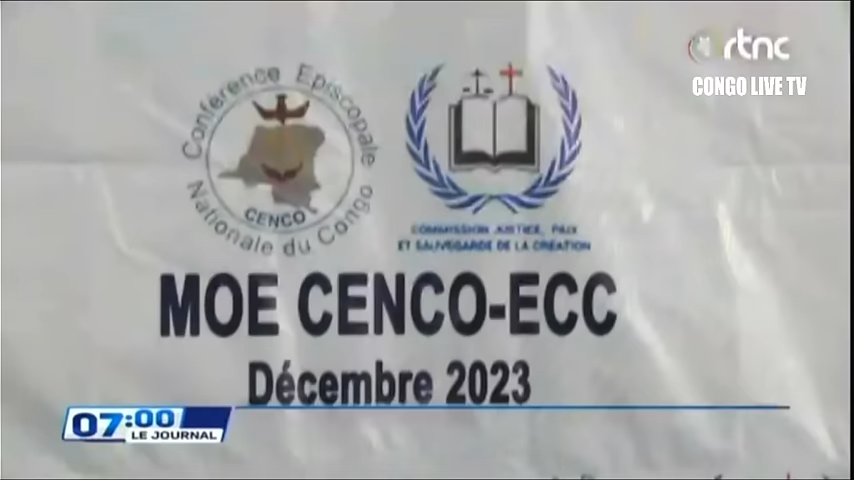 rtnc
CONGO LIVE TV
Conférence Episcopale
Nationale du Congo
CENCO
COMMISSION JUSTICE, PAIX
ET SAUVEGARDE DE LA CRÉATION
MOE CENCO-ECC
Décembre 2023
07:00
LE JOURNAL